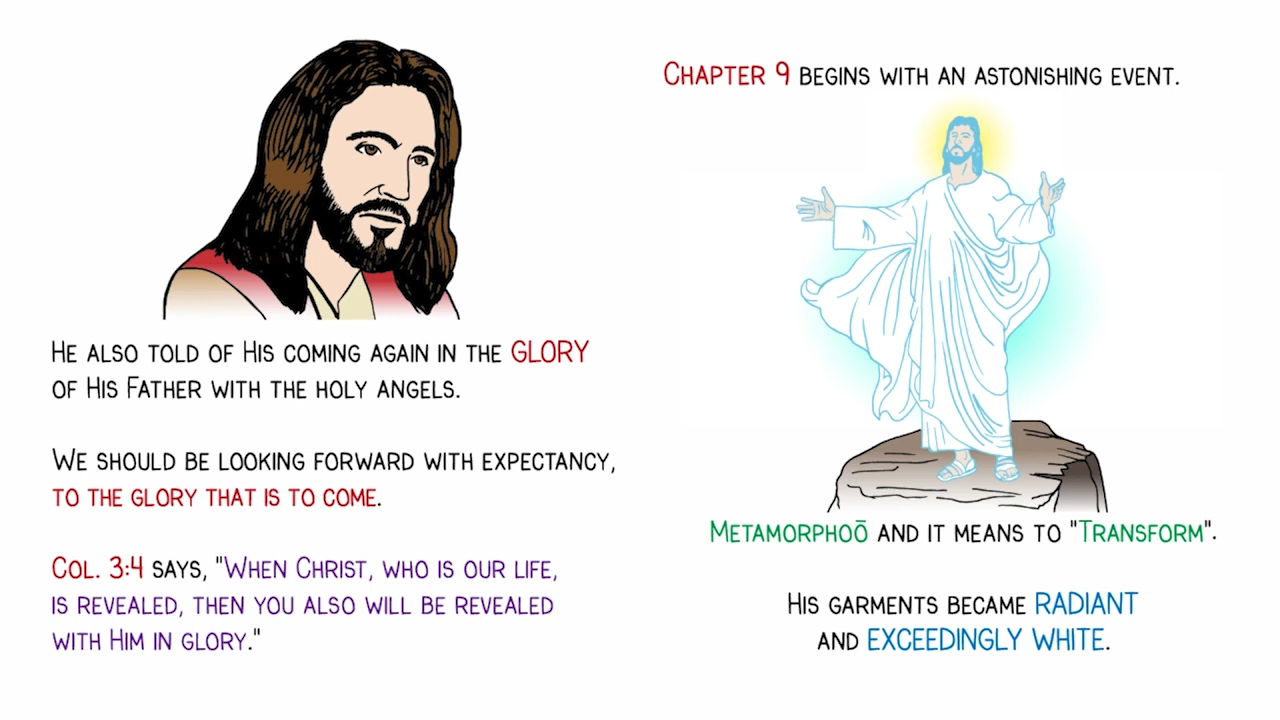 He also told of His coming again in the glory
of His Father with the holy angels.
We should be looking forward with expectancy,
to the glory that is to come.
Col. 3:4 says, "When Christ, who is our life,
is revealed, then you also will be revealed
with Him in glory."
Chapter 9 begins with an astonishing event.
Metamorphoō and it means to "Transform".
His garments became radiant
and exceedingly white.